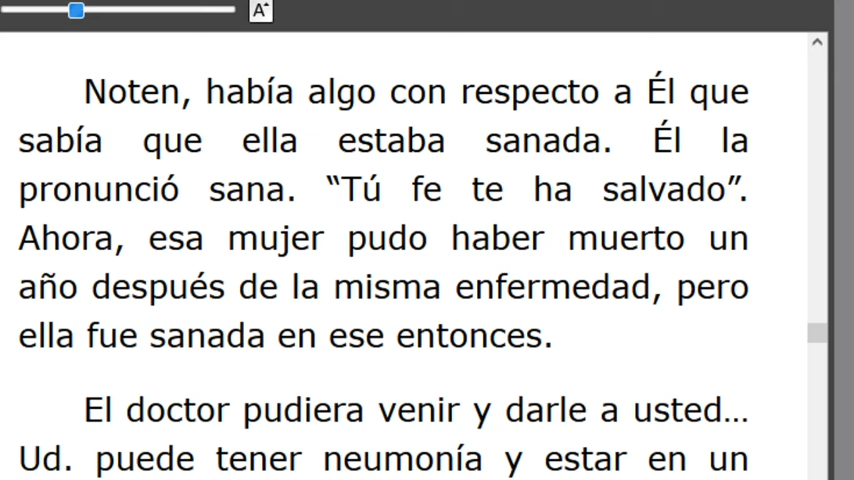 A
Noten, había algo con respecto a Él que
sabía que ella estaba sanada. Él la
pronunció sana. “Tú fe te ha salvado”.
Ahora, esa mujer pudo haber muerto un
año después de la misma enfermedad, pero
ella fue sanada en ese entonces.
El doctor pudiera venir y darle a usted...
Ud. puede tener neumonía y estar en un